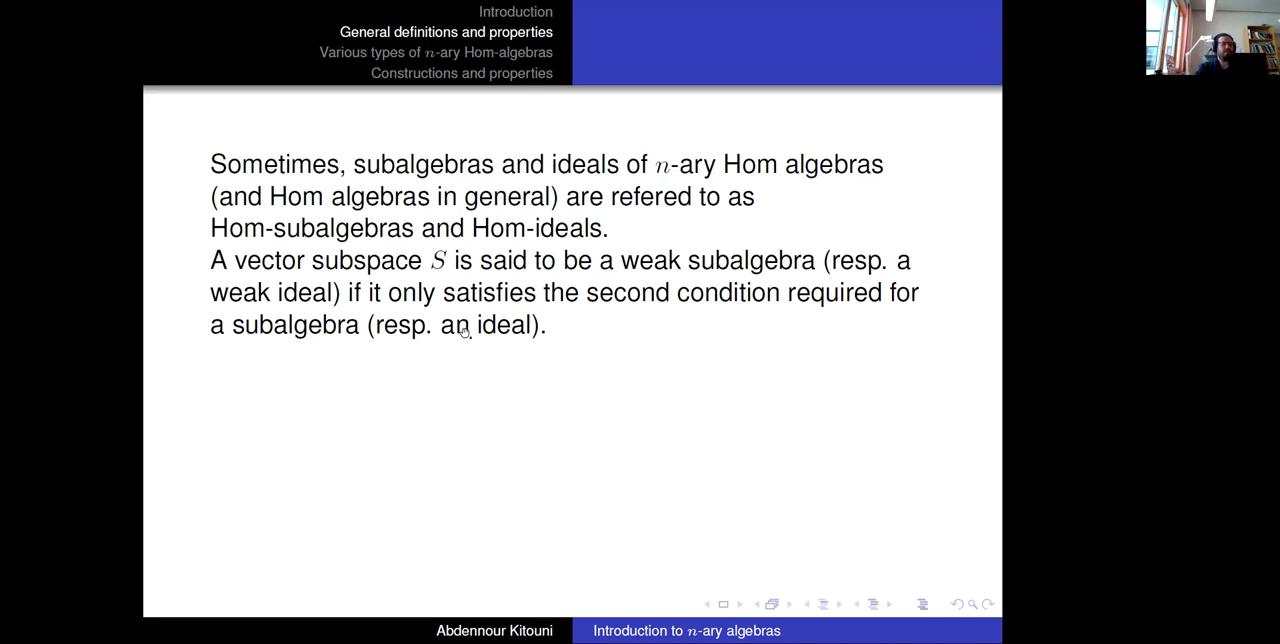 Introduction
General definitions and properties
Various types of n-ary Hom-algebras
Constructions and properties
Sometimes, subalgebras and ideals of n-ary Hom algebras
(and Hom algebras in general) are refered to as
Hom-subalgebras and Hom-ideals.
A vector subspace S is said to be a weak subalgebra (resp. a
weak ideal) if it only satisfies the second condition required for
a subalgebra (resp. an ideal).
Abdennour Kitouni
Introduction to n-ary algebras